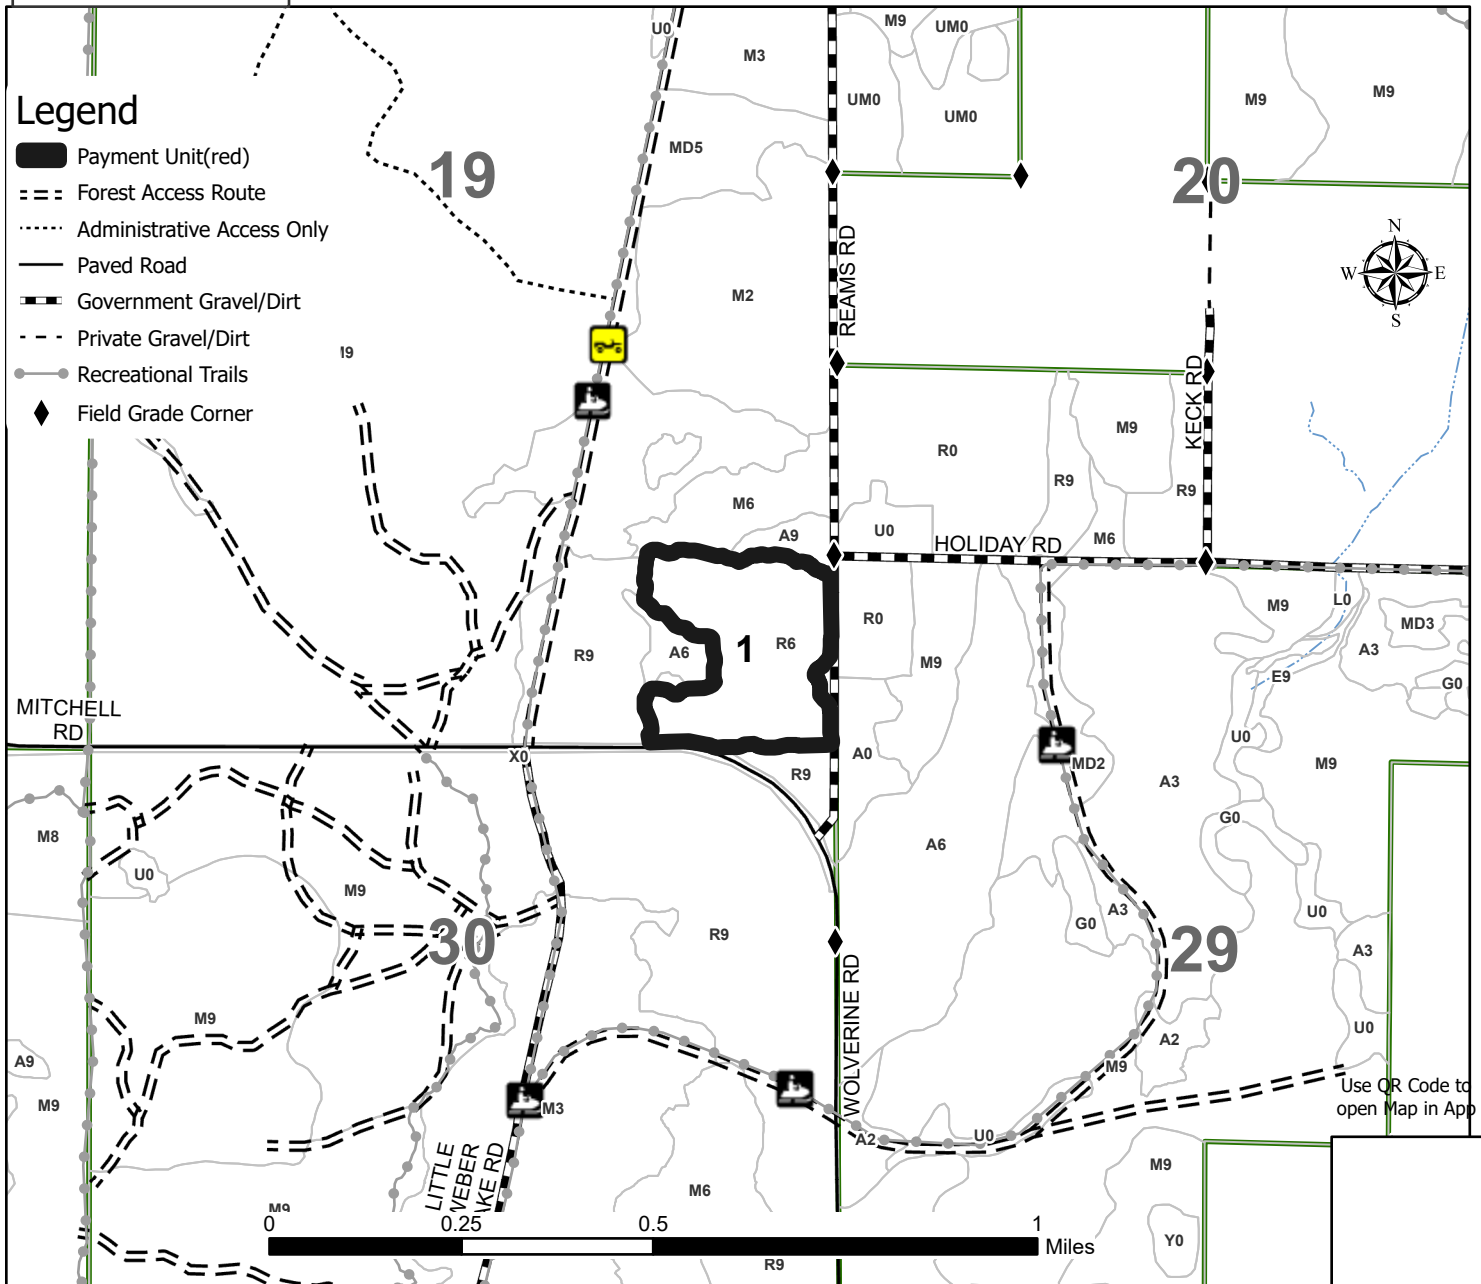 U0
M3
M9
UM0
UM0
UM0
M9
M9
Legend
Payment Unit(red)
Forest Access Route
Administrative Access Only
Paved Road
Government Gravel/Dirt
Private Gravel/Dirt
Recreational Trails
Field Grade Corner
19
MD5
20
N
W
E
S
REAMS RD
M2
KECK RD
M9
R0
R9
R9
M6
A9
U0
HOLIDAY RD
M6
1
R6
A6
R9
R0
M9
M9
L0
MD3
A3
E9
G0
MITCHELL
RD
X0
R9
A0
MD2
U0
M9
A3
G0
M8
U0
M9
A6
A3
G0
U0
30
R9
29
A3
WOLVERINE RD
M9
A9
M9
M3
A2
U0
M9
A2
U0
Use QR Code to
open Map in App
LITTLE
WEBER
LAKE RD
M6
M9
Y0
M9
0
0.25
0.5
1
Miles
R9